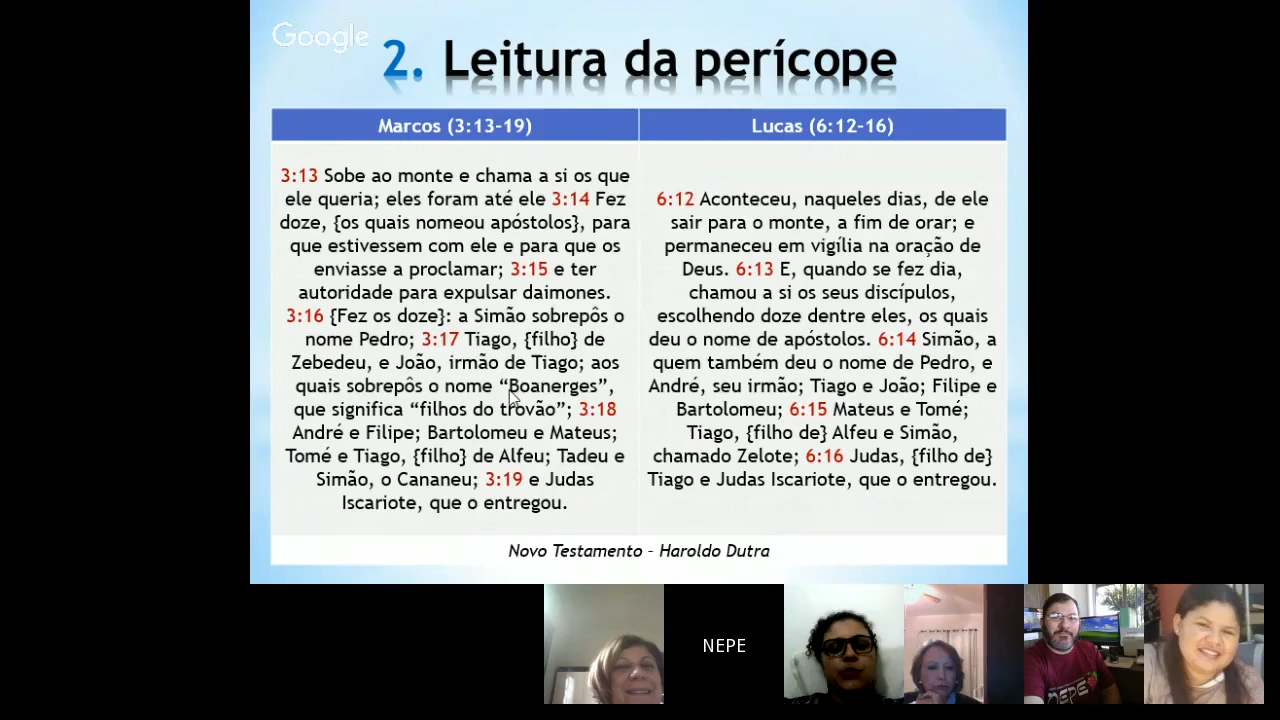 Google
2. Leitura da perícope
Marcos (3:13-19)
3:13 Sobe ao monte e chama a si os que
ele queria; eles foram até ele 3:14 Fez
doze, {os quais nomeou apóstolos}, para
que estivessem com ele e para que os
enviasse a proclamar; 3:15 e ter
autoridade para expulsar daimones.
3:16 {Fez os doze}: a Simão sobrepôs o
nome Pedro; 3:17 Tiago, {filho} de
Zebedeu, e João, irmão de Tiago; aos
quais sobrepôs o nome “Boanerges”,
que significa “filhos do trovão”; 3:18
André e Filipe; Bartolomeu e Mateus;
Tomé e Tiago, {filho} de Alfeu; Tadeu e
Simão, o Cananeu; 3:19 e Judas
Iscariote, que o entregou.
Lucas (6:12-16)
6:12 Aconteceu, naqueles dias, de ele
sair para o monte, a fim de orar; e
permaneceu em vigília na oração de
Deus. 6:13 E, quando se fez dia,
chamou a si os seus discípulos,
escolhendo doze dentre eles, os quais
deu o nome de apóstolos. 6:14 Simão, a
quem também deu o nome de Pedro, e
André, seu irmão; Tiago e João; Filipe e
Bartolomeu; 6:15 Mateus e Tomé;
Tiago, {filho de} Alfeu e Simão,
chamado Zelote; 6:16 Judas, {filho de}
Tiago e Judas Iscariote, que o entregou.
Novo Testamento – Haroldo Dutra
NEPE
NEPE